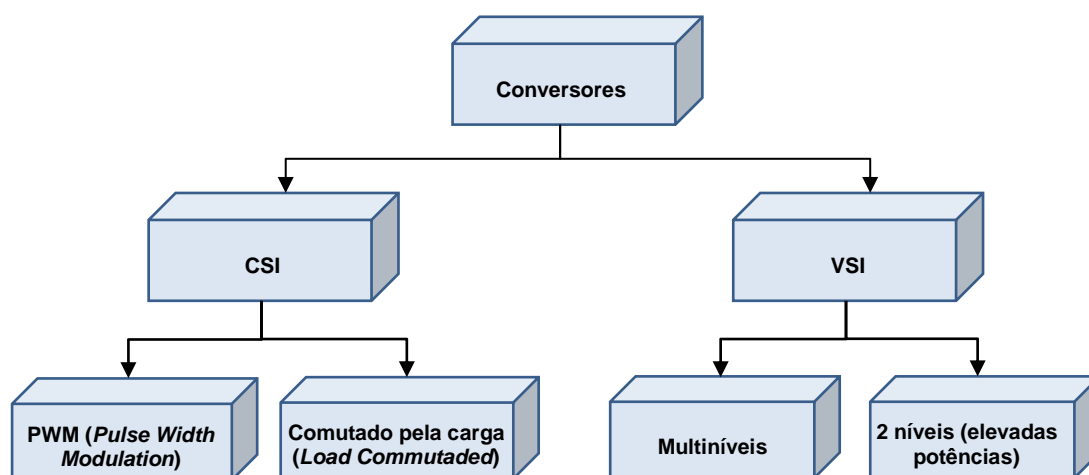 Conversores
CSI
VSI
PWM (Pulse Width
Modulation)
Comutado pela carga
(Load Commutaded)
Multiníveis
2 níveis (elevadas
potências)